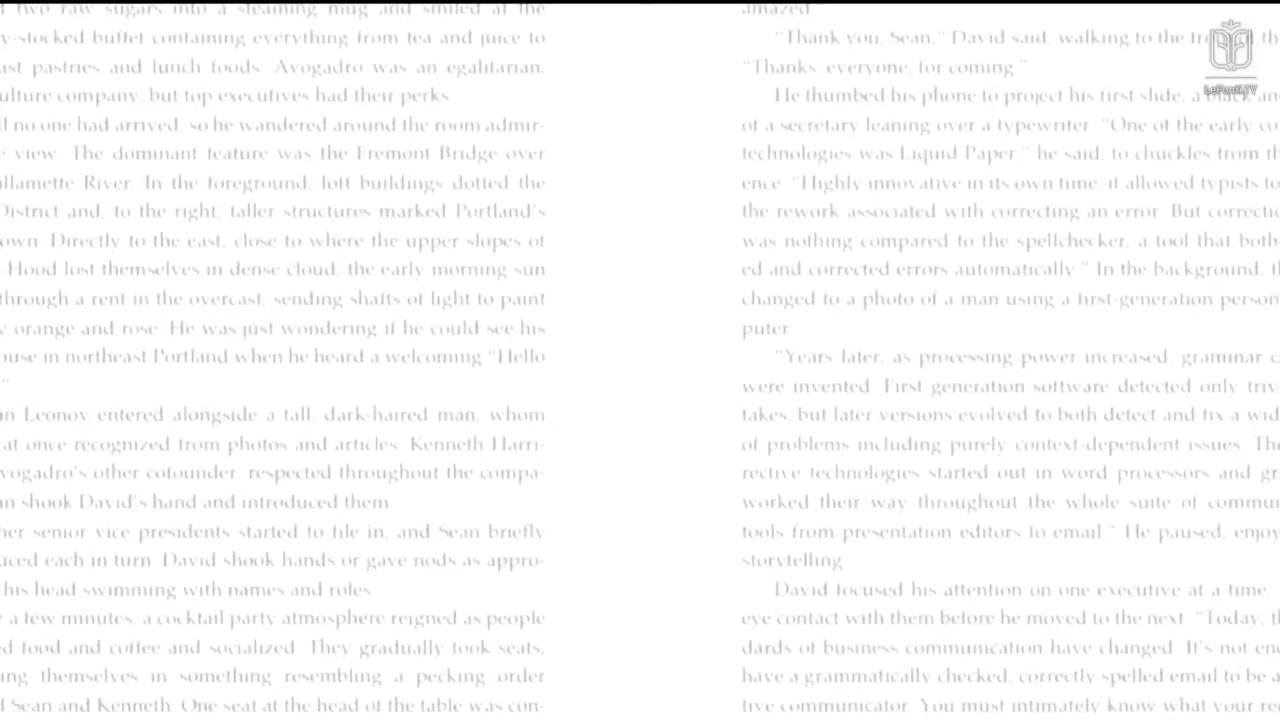 two raw sugars into a steaming mug and smiled at the
y-stocked buffet containing everything from tea and juice to
ast pastries and lunch foods. Avogadro was an egalitarian,
ulture company, but top executives had their perks.
l no one had arrived, so he wandered around the room admir-
e view. The dominant feature was the Fremont Bridge over
illamette River. In the foreground, loft buildings dotted the
District and, to the right, taller structures marked Portland's
own. Directly to the east, close to where the upper slopes of
Hood lost themselves in dense cloud, the early morning sun
through a rent in the overcast, sending shafts of light to paint
y orange and rose. He was just wondering if he could see his
ouse in northeast Portland when he heard a welcoming “Hello
”
an Leonov entered alongside a tall, dark-haired man, whom
at once recognized from photos and articles. Kenneth Harri-
vogadro's other cofounder, respected throughout the compa-
an shook David's hand and introduced them.
her senior vice presidents started to file in, and Sean briefly
uced each in turn. David shook hands or gave nods as appro-
his head swimming with names and roles.
r a few minutes, a cocktail party atmosphere reigned as people
ed food and coffee and socialized. They gradually took seats,
ing themselves in something resembling a pecking order
d Sean and Kenneth. One seat at the head of the table was con-
amazed.”
“Thank you, Sean,” David said, walking to the fr th
“Thanks, everyone, for coming.”
He thumbed his phone to project his first slide, a black an
of a secretary leaning over a typewriter. “One of the early co
technologies was Liquid Paper,” he said, to chuckles from th
ence. “Highly innovative in its own time, it allowed typists to
the rework associated with correcting an error. But correctio
was nothing compared to the spellchecker, a tool that both
ed and corrected errors automatically.” In the background, th
changed to a photo of a man using a first-generation person
puter.
“Years later, as processing power increased, grammar c
were invented. First generation software detected only triv
takes, but later versions evolved to both detect and fix a wid
of problems including purely context-dependent issues. The
rective technologies started out in word processors and gr
worked their way throughout the whole suite of commu
tools from presentation editors to email.” He paused, enjoy
storytelling.
David focused his attention on one executive at a time,
eye contact with them before he moved to the next. “Today, th
dards of business communication have changed. It's not en
have a grammatically checked, correctly spelled email to be a
tive communicator. You must intimately know what your re
LeFonti.TV